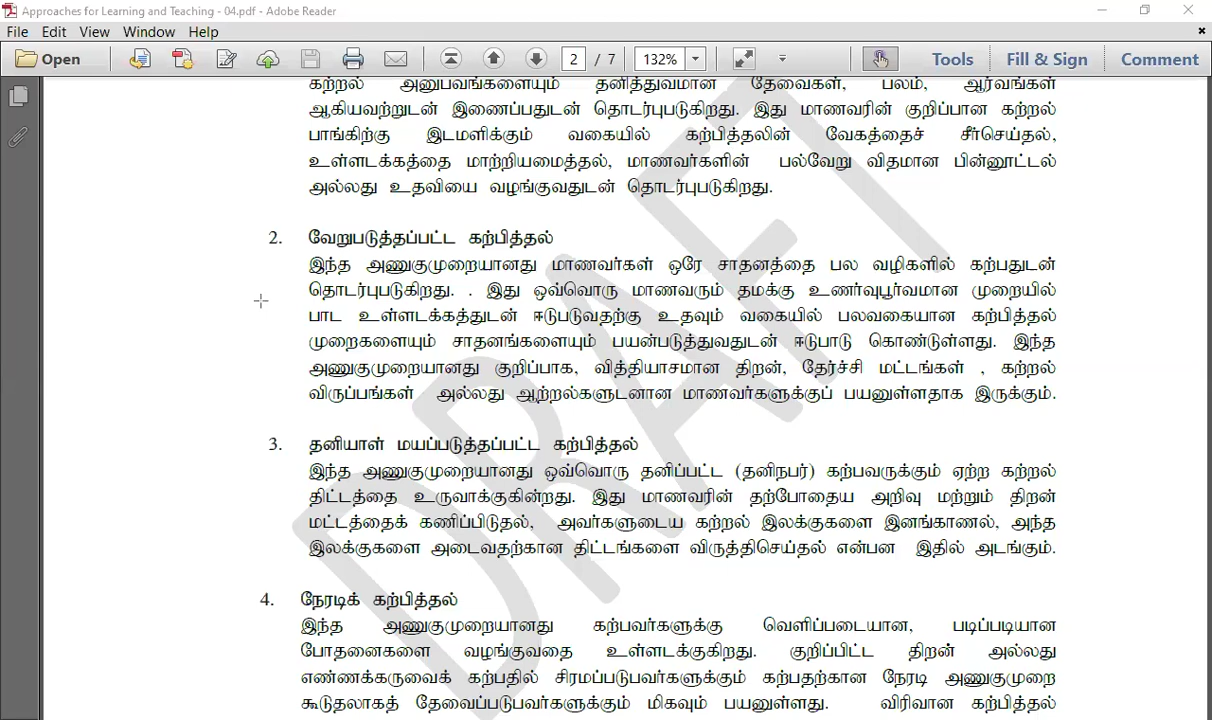 Approaches for Learning and Teaching - 04.pdf - Adobe Reader
File Edit View Window Help
Open 2 / 7 132% Tools Fill & Sign Comment
கற்றல் அனுபவங்களையும் தனித்துவமான தேவைகள், பலம், ஆர்வங்கள்
ஆகியவற்றுடன் இணைப்பதுடன் தொடர்புபடுகிறது. இது மாணவரின் குறிப்பான கற்றல்
பாங்கிற்கு இடமளிக்கும் வகையில் கற்பித்தலின் வேகத்தைச் சீர்செய்தல்,
உள்ளடக்கத்தை மாற்றியமைத்தல், மாணவர்களின் பல்வேறு விதமான பின்னூட்டல்
அல்லது உதவியை வழங்குவதுடன் தொடர்புபடுகிறது.
2. வேறுபடுத்தப்பட்ட கற்பித்தல்
இந்த அணுகுமுறையானது மாணவர்கள் ஒரே சாதனத்தை பல வழிகளில் கற்பதுடன்
தொடர்புபடுகிறது. . இது ஒவ்வொரு மாணவரும் தமக்கு உணர்வுபூர்வமான முறையில்
பாட உள்ளடக்கத்துடன் ஈடுபடுவதற்கு உதவும் வகையில் பலவகையான கற்பித்தல்
முறைகளையும் சாதனங்களையும் பயன்படுத்துவதுடன் ஈடுபாடு கொண்டுள்ளது. இந்த
அணுகுமுறையானது குறிப்பாக, வித்தியாசமான திறன், தேர்ச்சி மட்டங்கள் , கற்றல்
விருப்பங்கள் அல்லது ஆற்றல்களுடனான மாணவர்களுக்குப் பயனுள்ளதாக இருக்கும்.
3. தனியாள் மயப்படுத்தப்பட்ட கற்பித்தல்
இந்த அணுகுமுறையானது ஒவ்வொரு தனிப்பட்ட (தனிநபர்) கற்பவருக்கும் ஏற்ற கற்றல்
திட்டத்தை உருவாக்குகின்றது. இது மாணவரின் தற்போதைய அறிவு மற்றும் திறன்
மட்டத்தைக் கணிப்பிடுதல், அவர்களுடைய கற்றல் இலக்குகளை இனங்காணல், அந்த
இலக்குகளை அடைவதற்கான திட்டங்களை விருத்திசெய்தல் என்பன இதில் அடங்கும்.
4. நேரடிக் கற்பித்தல்
இந்த அணுகுமுறையானது கற்பவர்களுக்கு வெளிப்படையான, படிப்படியான
போதனைகளை வழங்குவதை உள்ளடக்குகிறது. குறிப்பிட்ட திறன் அல்லது
எண்ணக்கருவைக் கற்பதில் சிரமப்படுபவர்களுக்கும் கற்பதற்கான நேரடி அணுகுமுறை
கூடுதலாகத் தேவைப்படுபவர்களுக்கும் மிகவும் பயனுள்ளது. விரிவான கற்பித்தல்
DRAFT